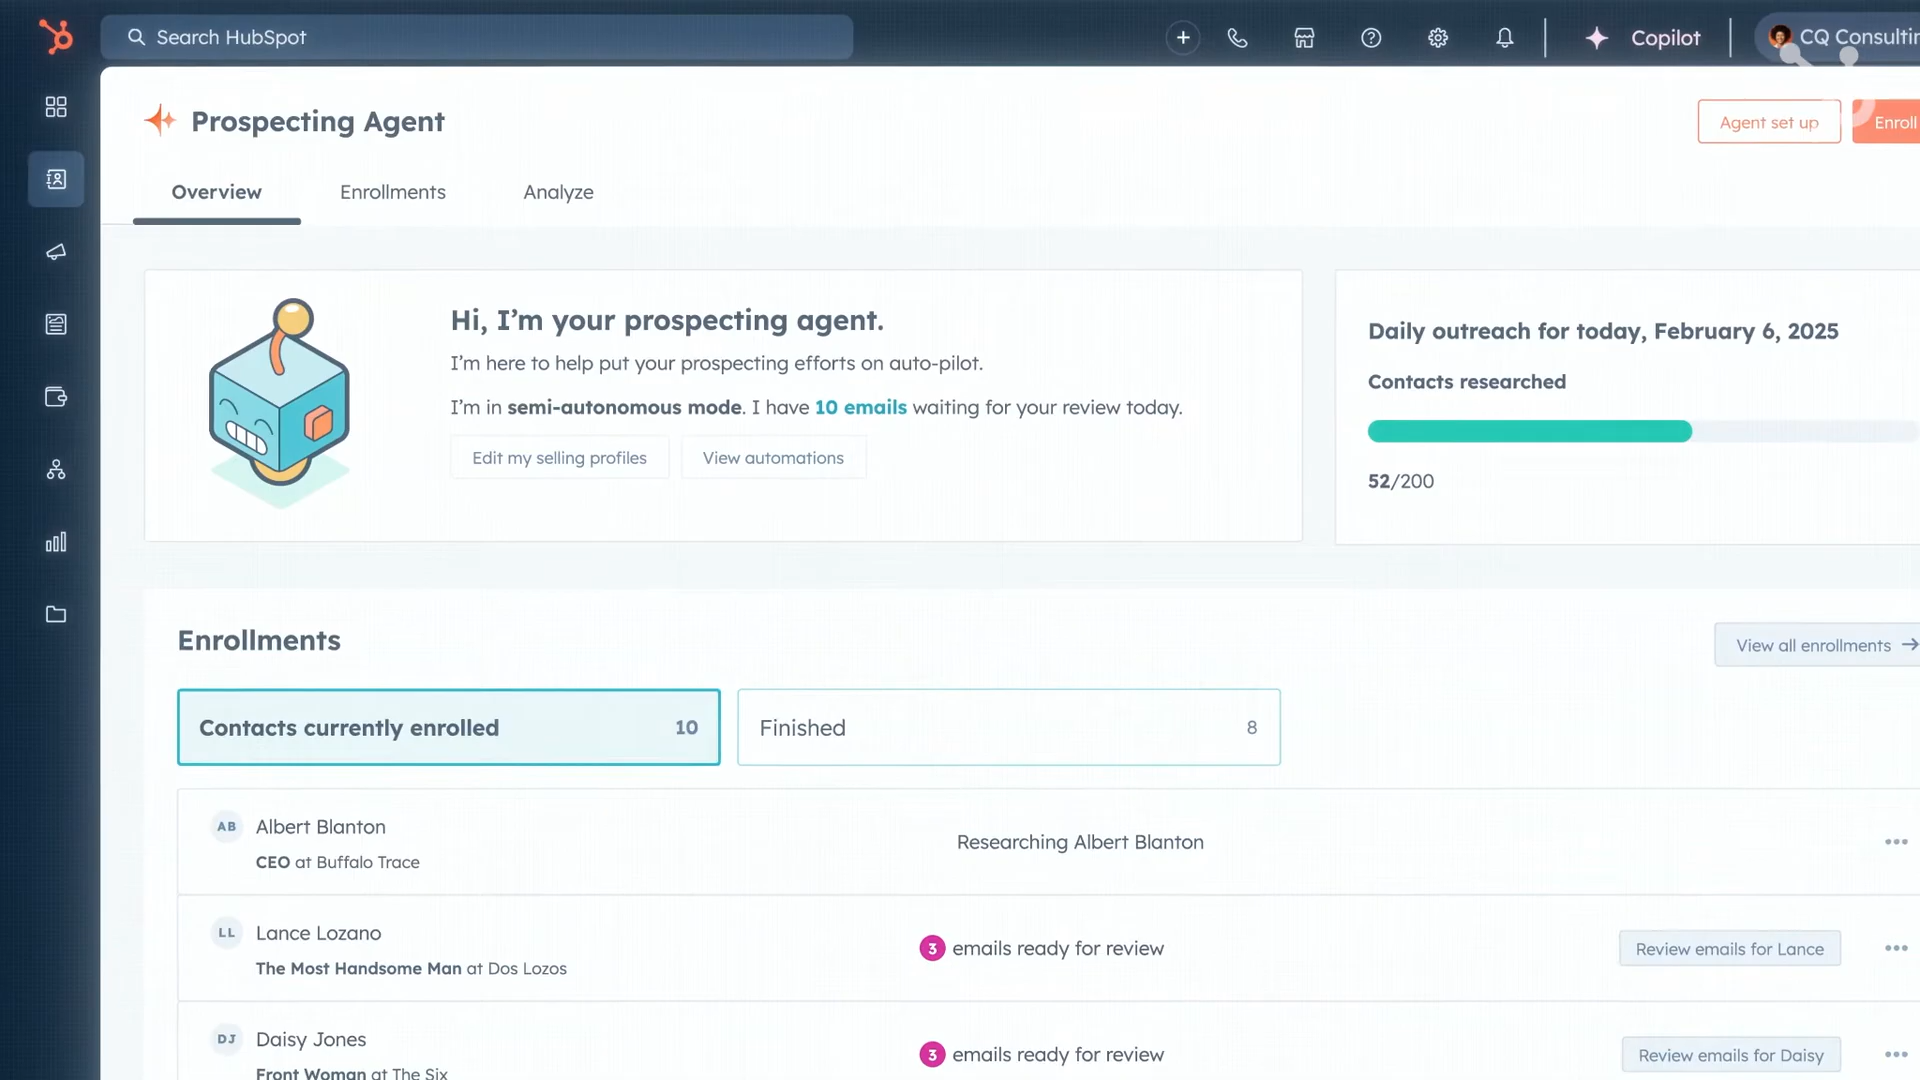 Search HubSpot
Copilot
CQ Consultin
Prospecting Agent
Agent set up
Enroll
Overview
Enrollments
Analyze
Hi, I’m your prospecting agent.
I’m here to help put your prospecting efforts on auto-pilot.
I’m in semi-autonomous mode. I have 10 emails waiting for your review today.
Edit my selling profiles
View automations
Daily outreach for today, February 6, 2025
Contacts researched
52/200
Enrollments
View all enrollments
Contacts currently enrolled 10
Finished 8
AB Albert Blanton
CEO at Buffalo Trace
Researching Albert Blanton
LL Lance Lozano
The Most Handsome Man at Dos Lozos
3 emails ready for review
Review emails for Lance
DJ Daisy Jones
Front Woman at The Six
3 emails ready for review
Review emails for Daisy